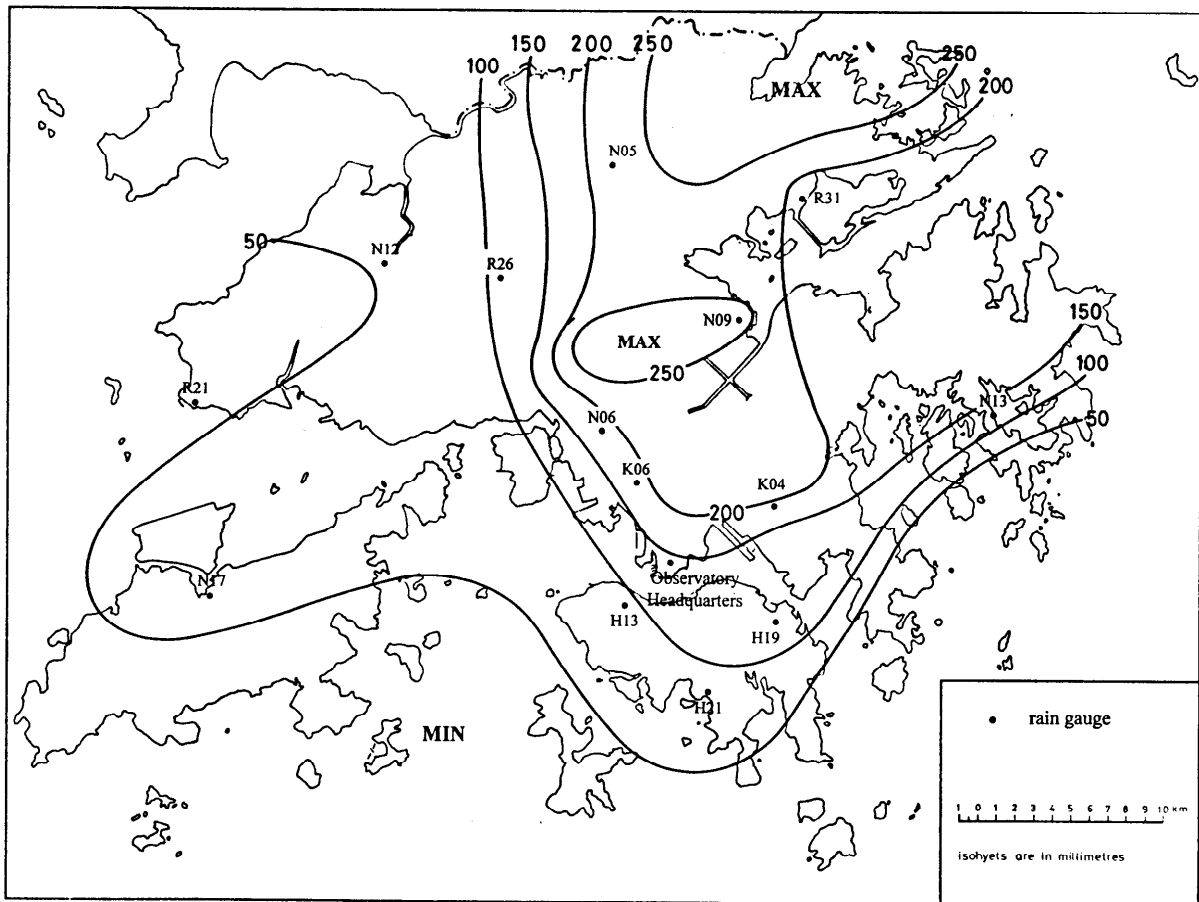 100
150
200
250
MAX
250
200
N05
R31
50
N12
R26
N09
MAX
250
150
100
50
R21
N13
N06
K06
K04
200
N17
Observatory
Headquarters
H13
H19
H21
MIN
rain gauge
1 0 1 2 3 4 5 6 7 8 9 10 KM
Isohyets are in millimetres